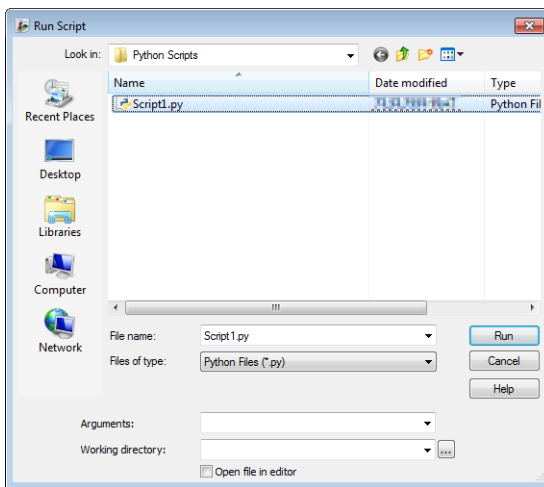 Run Script
Look in: Python Scripts
Name Date modified Type
Script1.py Python Fil
Recent Places
Desktop
Libraries
Computer
Network
File name: Script1.py Run
Files of type: Python Files (*.py) Cancel
Help
Arguments:
Working directory: ...
Open file in editor